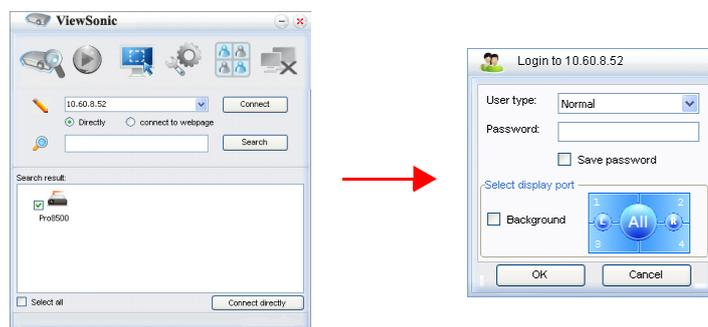 ViewSonic
10.60.8.52
Connect
Directly
connect to webpage
Search
Search result:
Pro8500
Select all
Connect directly
Login to 10.60.8.52
User type:
Normal
Password:
Save password
Select display port
Background
1
2
L
All
R
3
4
OK
Cancel